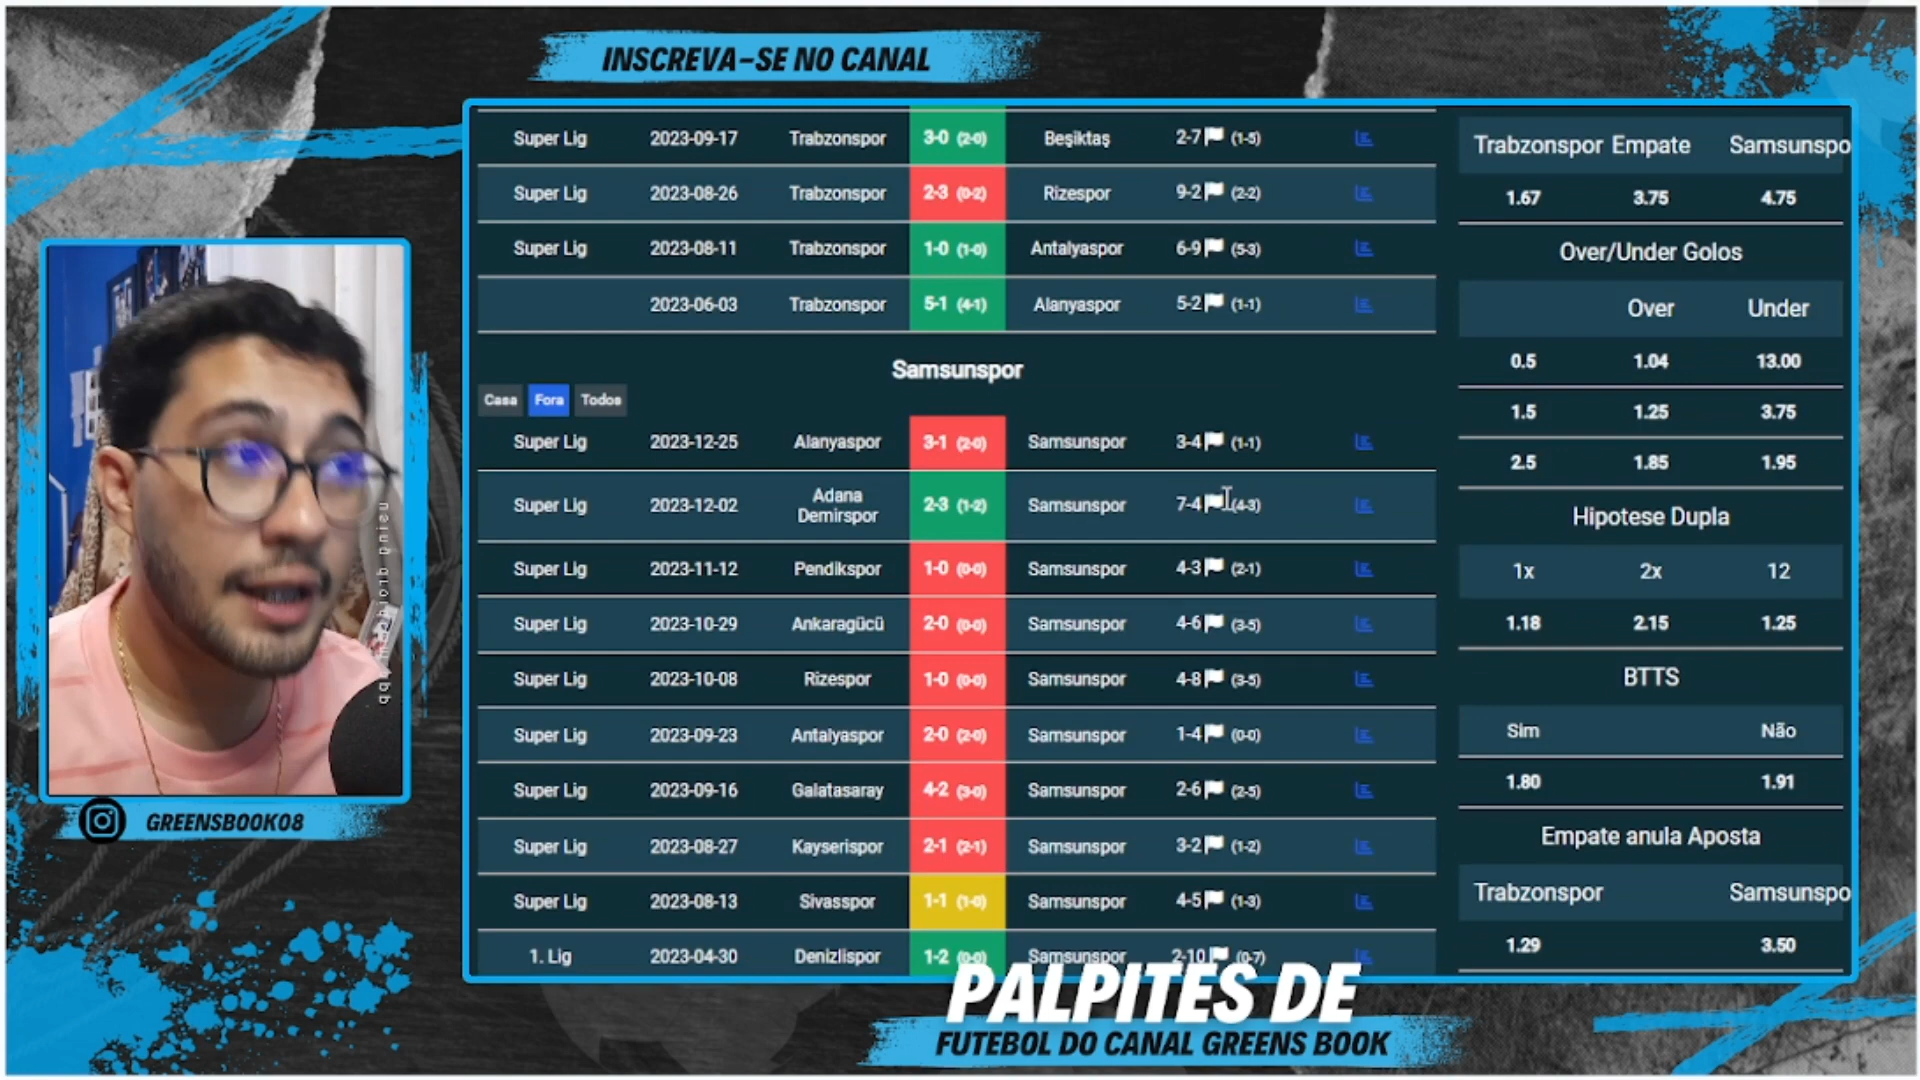 INSCREVA-SE NO CANAL
Super Lig 2023-09-17 Trabzonspor 3-0 (2-0) Beşiktaş 2-7 (1-5)
Super Lig 2023-08-26 Trabzonspor 2-3 (0-2) Rizespor 9-2 (2-2)
Super Lig 2023-08-11 Trabzonspor 1-0 (1-0) Antalyaspor 6-9 (5-3)
2023-06-03 Trabzonspor 5-1 (4-1) Alanyaspor 5-2 (1-1)
Samsunspor
Casa Fora Todos
Super Lig 2023-12-25 Alanyaspor 3-1 (2-0) Samsunspor 3-4 (1-1)
Super Lig 2023-12-02 Adana Demirspor 2-3 (1-2) Samsunspor 7-4 (4-3)
Super Lig 2023-11-12 Pendikspor 1-0 (0-0) Samsunspor 4-3 (2-1)
Super Lig 2023-10-29 Ankaragücü 2-0 (0-0) Samsunspor 4-6 (3-5)
Super Lig 2023-10-08 Rizespor 1-0 (0-0) Samsunspor 4-8 (3-5)
Super Lig 2023-09-23 Antalyaspor 2-0 (2-0) Samsunspor 1-4 (0-0)
Super Lig 2023-09-16 Galatasaray 4-2 (3-0) Samsunspor 2-6 (2-5)
Super Lig 2023-08-27 Kayserispor 2-1 (2-1) Samsunspor 3-2 (1-2)
Super Lig 2023-08-13 Sivasspor 1-1 (1-0) Samsunspor 4-5 (1-3)
1. Lig 2023-04-30 Denizlispor 1-2 (0-0) Samsunspor 2-10 (0-7)
Trabzonspor Empate Samsunspo
1.67 3.75 4.75
Over/Under Golos
Over Under
0.5 1.04 13.00
1.5 1.25 3.75
2.5 1.85 1.95
Hipotese Dupla
1x 2x 12
1.18 2.15 1.25
BTTS
Sim Não
1.80 1.91
Empate anula Aposta
Trabzonspor Samsunspo
1.29 3.50
GREENSBOOK08
PALPITES DE
FUTEBOL DO CANAL GREENS BOOK